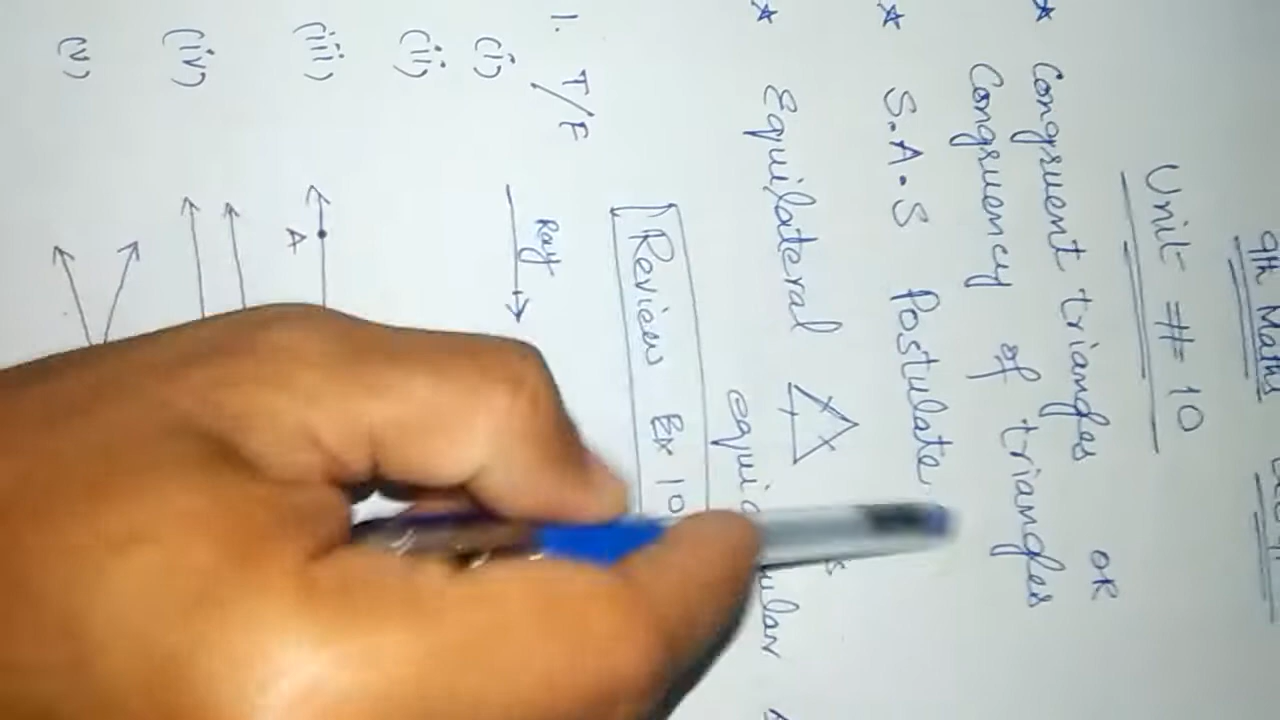 9th Maths
Unit # 10
★ Congruent triangles or
Congruency of triangles
★ S.A.S Postulate
★ Equilateral
Review Ex 10
1. T/F
(i) Ray
(ii)
(iii) A
(iv)
(v)